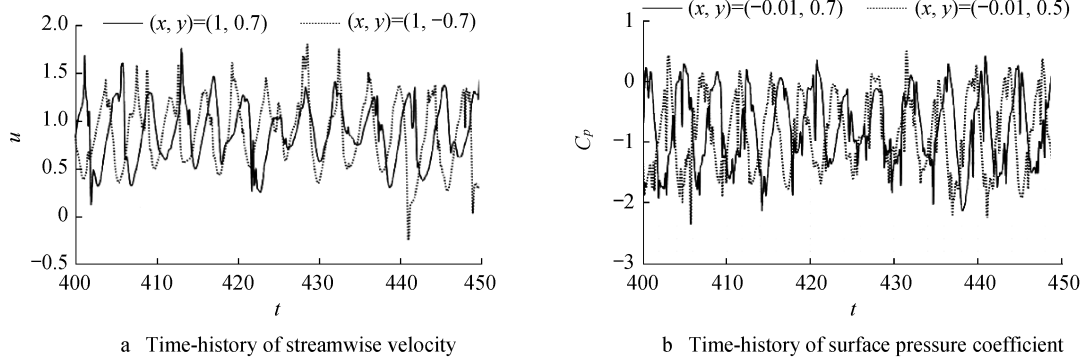 (x, y)=(1, 0.7) (x, y)=(1, −0.7)
2.0
1.5
1.0
0.5
0
−0.5
u
400 410 420 430 440 450
t
a Time-history of streamwise velocity
(x, y)=(−0.01, 0.7) (x, y)=(−0.01, 0.5)
1
0
−1
−2
−3
Cp
400 410 420 430 440 450
t
b Time-history of surface pressure coefficient